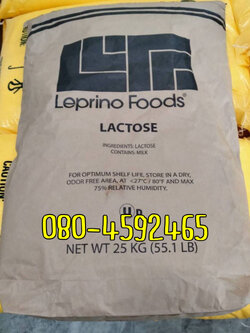 Leprino Foods®
LACTOSE
INGREDIENTS: LACTOSE
CONTAINS: MILK
FOR OPTIMUM SHELF LIFE, STORE IN A DRY,
ODOR FREE AREA, AT <27°C / 80°F AND MAX
75% RELATIVE HUMIDITY.
080-4592465
NET WT 25 KG (55.1 LB)
CAUTION